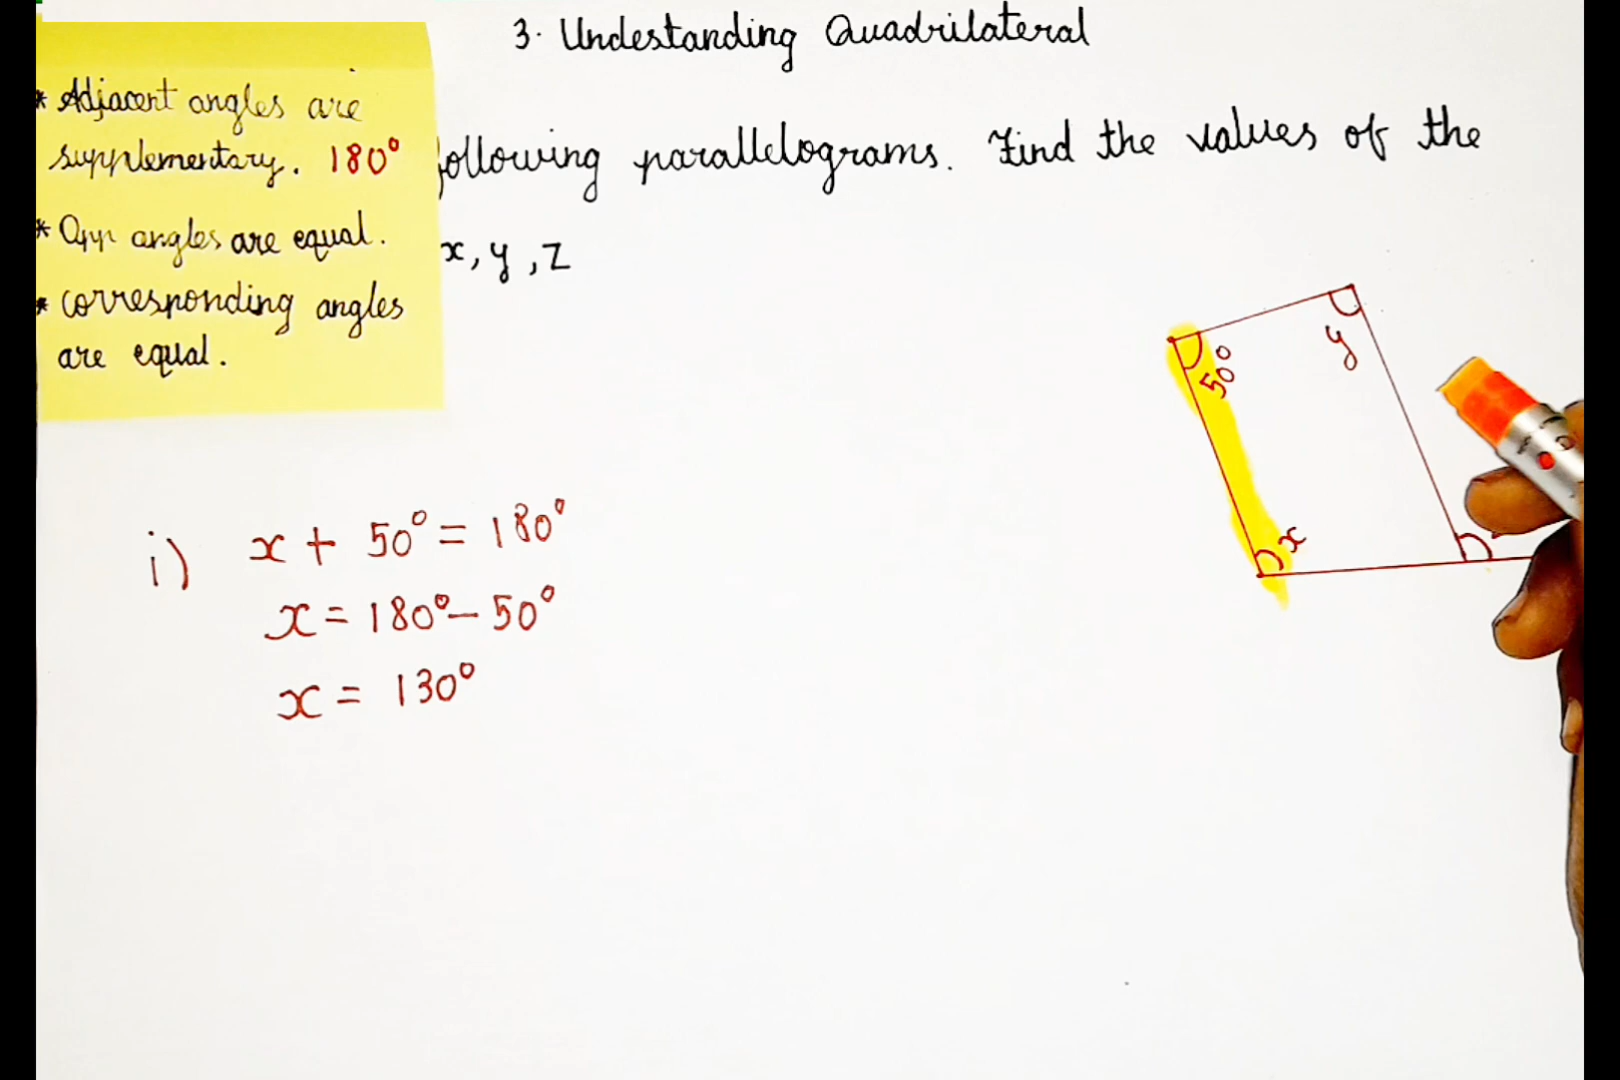 3. Undestanding Quadrilateral
* Adjacent angles are
supplementary. 180°
* Opp angles are equal.
* corresponding angles
are equal.
following parallelograms. Find the values of the
x, y, z
50°
y
x
i) x + 50° = 180°
x = 180° - 50°
x = 130°